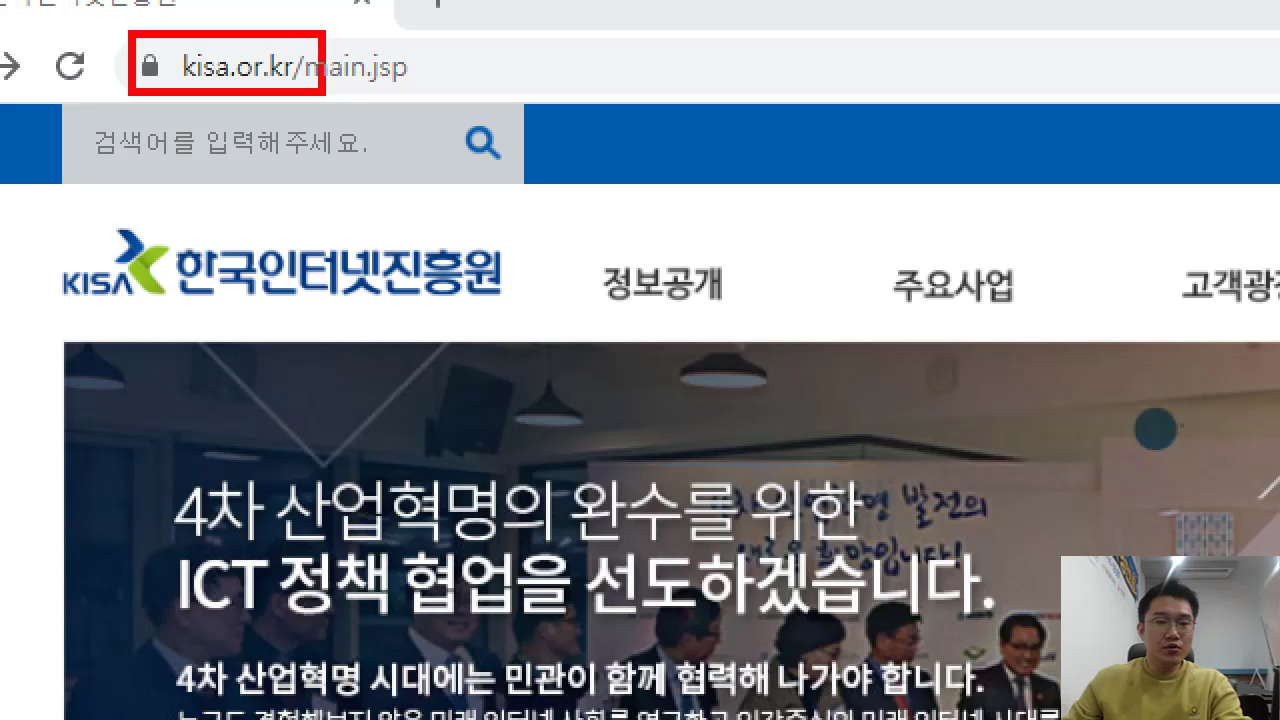 kisa.or.kr/main.jsp
검색어를 입력해주세요.
KISA 한국인터넷진흥원
정보공개 주요사업 고객광
4차 산업혁명의 완수를 위한
ICT 정책 협업을 선도하겠습니다.
4차 산업혁명 시대에는 민관이 함께 협력해 나가야 합니다.